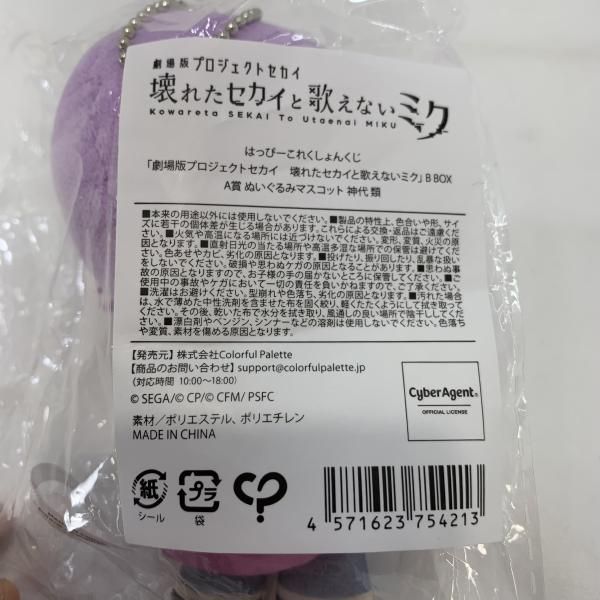 劇場版プロジェクトセカイ
壊れたセカイと歌えないミク
Kowareta SEKAI To Utaenai MIKU
はっぴーこれくしょんくじ
「劇場版プロジェクトセカイ 壊れたセカイと歌えないミク」B BOX
A賞 ぬいぐるみマスコット 神代 類
■本来の用途以外には使用しないでください。■製品の特性上、色合いや形、サイ
ズに若干の個体差が生じる場合があります。これらによる交換・返品はご遠慮くだ
さい。■火気や高温になる場所には近づけないでください。変形、変質、火災の原
因となります。■直射日光の当たる場所や高温多湿な場所での保管は避けてくださ
い。色あせやカビ、劣化の原因となります。■投げたり、振り回したり、乱暴な扱い
をしないでください。破損や思わぬケガの原因となることがあります。■思わぬ事
故の原因となりますので、お子様の手の届かないところに保管してください。■ご
使用中の事故やケガにおいて一切の責任を負いかねますので、ご了承ください。
■洗濯はお避けください。型崩れや色落ち、劣化の原因となります。■汚れた場合
は、水で薄めた中性洗剤を含ませた布を固く絞り、軽くたたくようにして拭き取って
ください。その後、乾いた布で水分を拭き取り、風通しの良い場所で陰干ししてくだ
さい。■漂白剤やベンジン、シンナーなどの溶剤は使用しないでください。色落ち
や変質、素材を傷める原因となります。
【発売元】株式会社Colorful Palette
【商品のお問い合わせ】support@colorfulpalette.jp
（対応時間 10:00〜18:00）
© SEGA/© CP/© CFM/ PSFC
素材／ポリエステル、ポリエチレン
MADE IN CHINA
CyberAgent
OFFICIAL LICENSE
紙
シール
プラ
袋
4 571623 754213